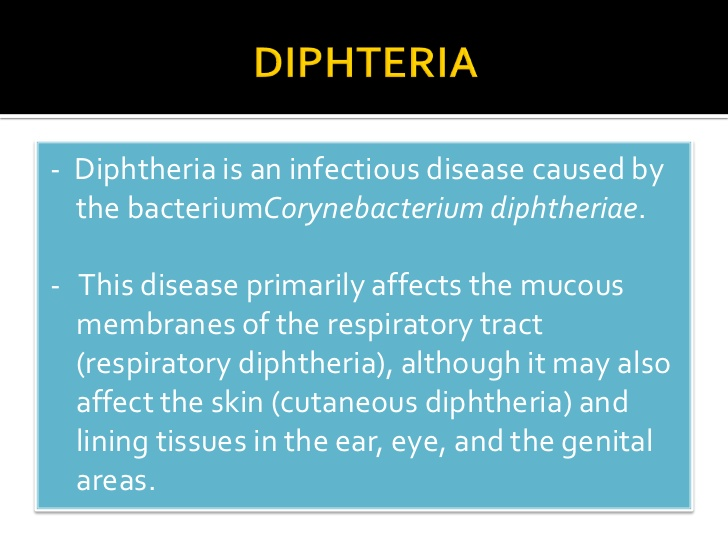 DIPHTERIA
- Diphtheria is an infectious disease caused by
the bacteriumCorynebacterium diphtheriae.
- This disease primarily affects the mucous
membranes of the respiratory tract
(respiratory diphtheria), although it may also
affect the skin (cutaneous diphtheria) and
lining tissues in the ear, eye, and the genital
areas.